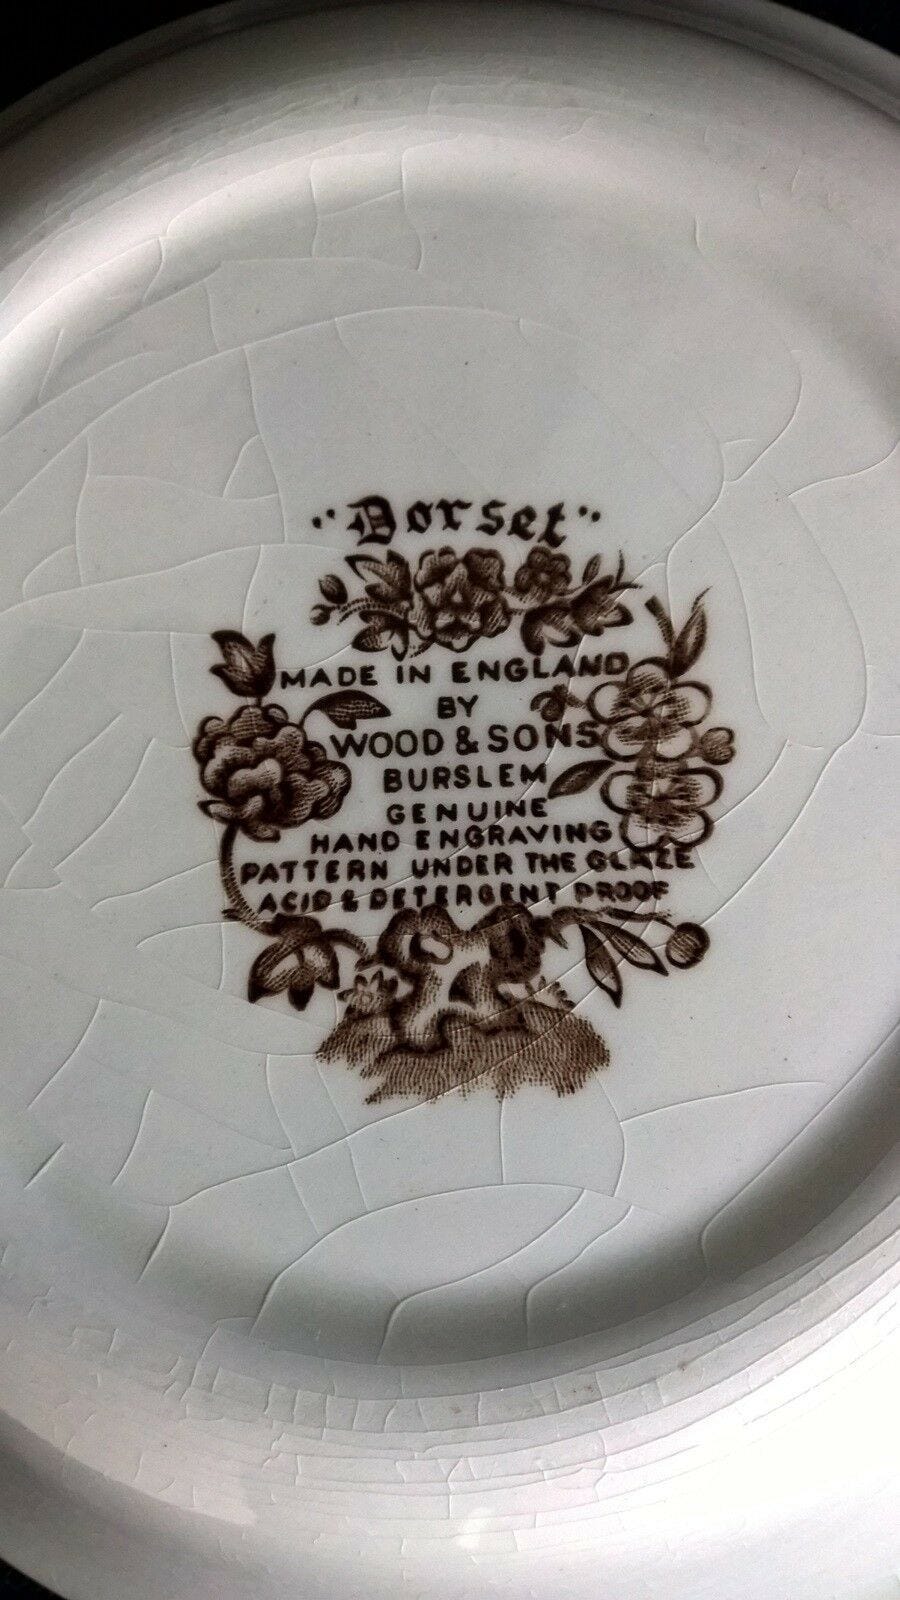 "Dorset"
MADE IN ENGLAND
BY
WOOD & SONS
BURSLEM
GENUINE
HAND ENGRAVING
PATTERN UNDER THE GLAZE
ACID & DETERGENT PROOF